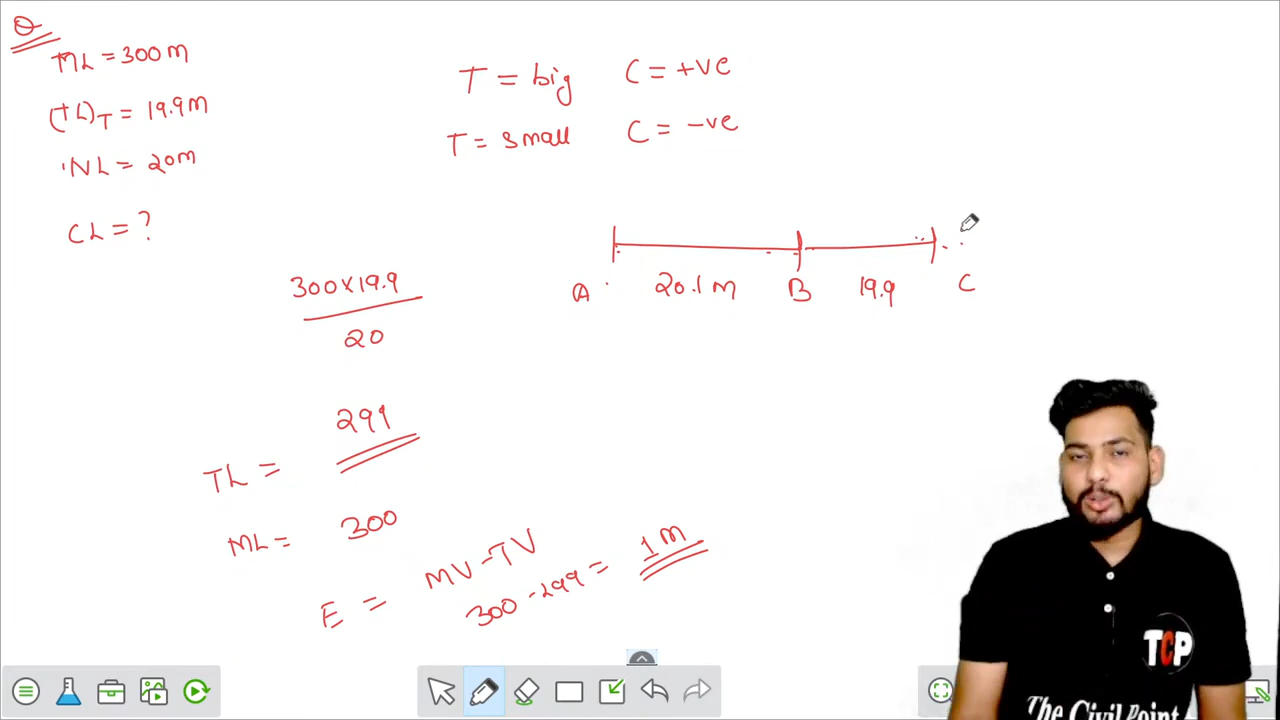 Q
ML = 300 m
(TL)T = 19.9 m
NL = 20m
CL = ?
T = big C = +ve
T = small C = -ve
A 20.1 m B 19.9 C
300 x 19.9
20
TL = 299
ML = 300
E = MV - TV
300 - 299 = 1 m
TCP
The Civil Point